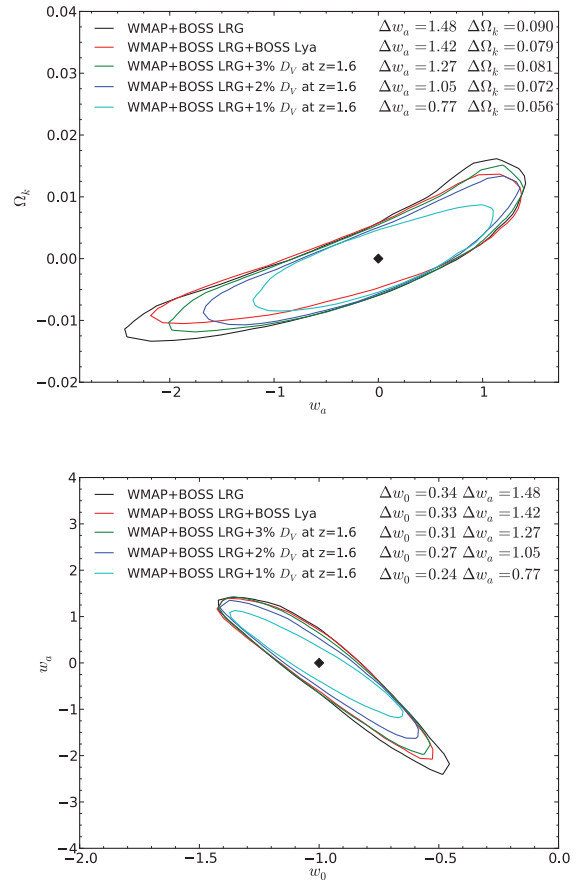 0.04
WMAP+BOSS LRG Δw_a = 1.48 ΔΩ_k = 0.090
WMAP+BOSS LRG+BOSS Lya Δw_a = 1.42 ΔΩ_k = 0.079
WMAP+BOSS LRG+3% D_V at z=1.6 Δw_a = 1.27 ΔΩ_k = 0.081
WMAP+BOSS LRG+2% D_V at z=1.6 Δw_a = 1.05 ΔΩ_k = 0.072
WMAP+BOSS LRG+1% D_V at z=1.6 Δw_a = 0.77 ΔΩ_k = 0.056
0.03
0.02
0.01
Ω_k
0.00
−0.01
−0.02
−2 −1 0 1
w_a
4
WMAP+BOSS LRG Δw_0 = 0.34 Δw_a = 1.48
WMAP+BOSS LRG+BOSS Lya Δw_0 = 0.33 Δw_a = 1.42
WMAP+BOSS LRG+3% D_V at z=1.6 Δw_0 = 0.31 Δw_a = 1.27
WMAP+BOSS LRG+2% D_V at z=1.6 Δw_0 = 0.27 Δw_a = 1.05
WMAP+BOSS LRG+1% D_V at z=1.6 Δw_0 = 0.24 Δw_a = 0.77
3
2
1
w_a
0
−1
−2
−3
−4
−2.0 −1.5 −1.0 −0.5 0.0
w_0